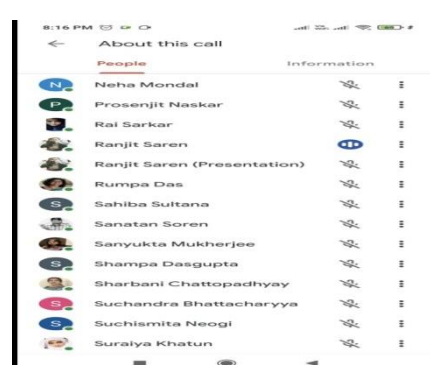 8:16 PM
About this call
People Information
N Neha Mondal
P Prosenjit Naskar
Rai Sarkar
Ranjit Saren
Ranjit Saren (Presentation)
Rumpa Das
S Sahiba Sultana
Sanatan Soren
Sanyukta Mukherjee
S Shampa Dasgupta
Sharbani Chattopadhyay
S Suchandra Bhattacharyya
S Suchismita Neogi
Suraiya Khatun